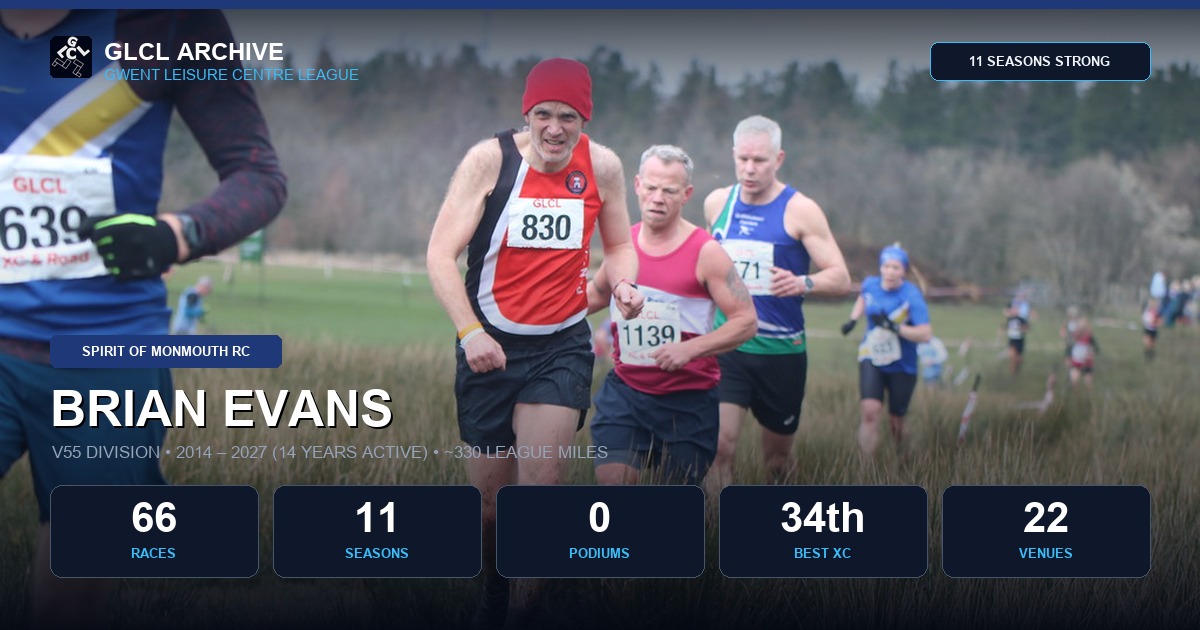 GLCL ARCHIVE
GWENT LEISURE CENTRE LEAGUE
11 SEASONS STRONG
GLCL
639
XC & Road
GLCL
830
GLCL
1139
71
SPIRIT OF MONMOUTH RC
BRIAN EVANS
V55 DIVISION • 2014 – 2027 (14 YEARS ACTIVE) • ~330 LEAGUE MILES
66
RACES
11
SEASONS
0
PODIUMS
34th
BEST XC
22
VENUES